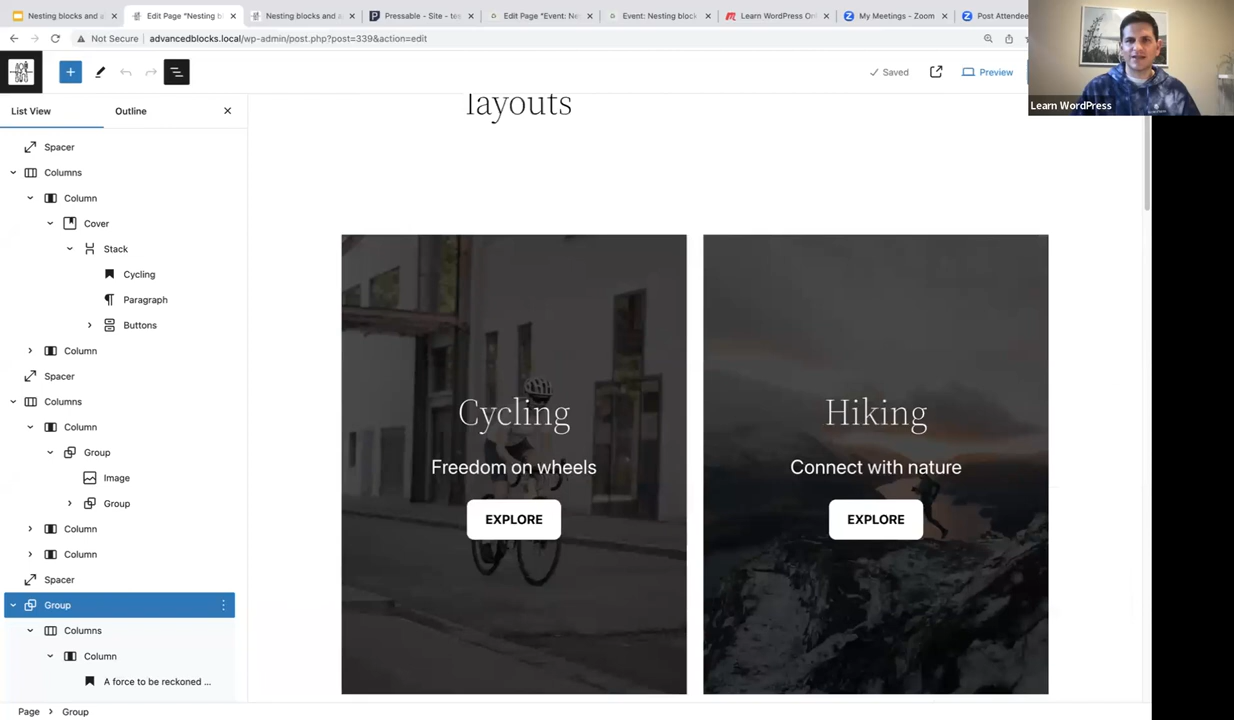 Nesting blocks and a
Edit Page "Nesting b
Nesting blocks and a
Pressable - Site - te
Edit Page "Event: Ne
Event: Nesting block
Learn WordPress On
My Meetings - Zoom
Post Attendee
Not Secure
advancedblocks.local/wp-admin/post.php?post=339&action=edit
Saved
Preview
Learn WordPress
List View
Outline
layouts
Spacer
Columns
Column
Cover
Stack
Cycling
Paragraph
Buttons
Column
Spacer
Columns
Column
Group
Image
Group
Column
Column
Spacer
Group
Columns
Column
A force to be reckoned ...
Cycling
Freedom on wheels
EXPLORE
Hiking
Connect with nature
EXPLORE
Page
Group